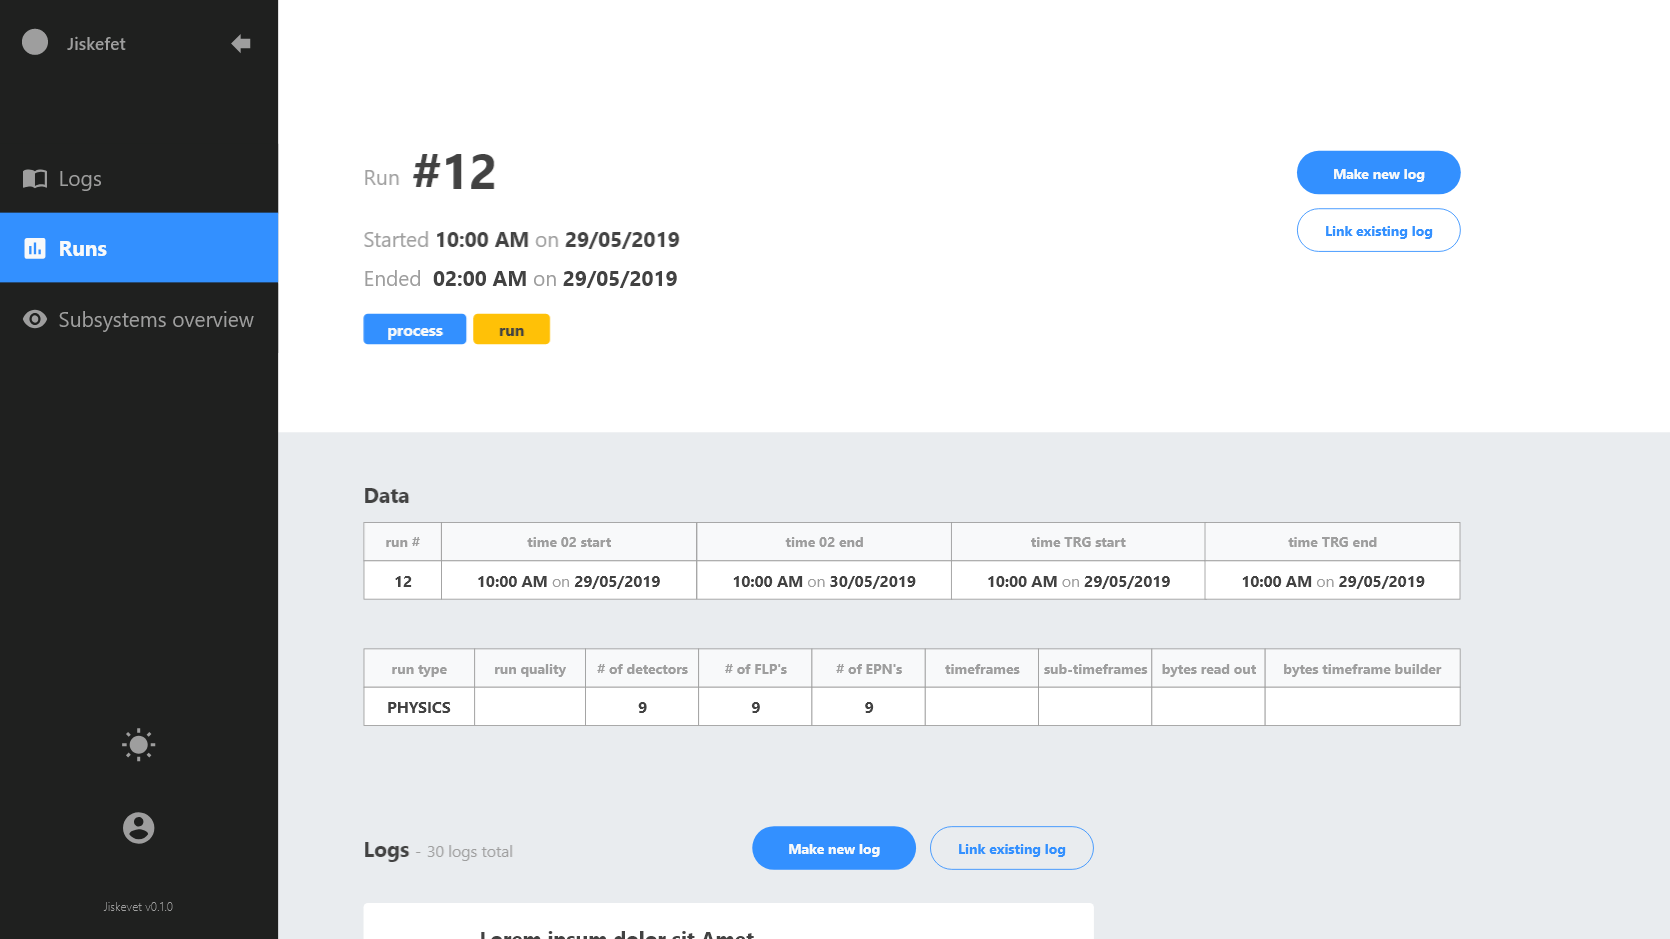 Jiskefet
Logs
Runs
Subsystems overview
Jiskevet v0.1.0
Run #12
Started 10:00 AM on 29/05/2019
Ended 02:00 AM on 29/05/2019
process run
Make new log
Link existing log
Data
run # time 02 start time 02 end time TRG start time TRG end
12 10:00 AM on 29/05/2019 10:00 AM on 30/05/2019 10:00 AM on 29/05/2019 10:00 AM on 29/05/2019
run type run quality # of detectors # of FLP's # of EPN's timeframes sub-timeframes bytes read out bytes timeframe builder
PHYSICS 9 9 9
Logs - 30 logs total Make new log Link existing log
Lorem ipsum dolor sit Amet